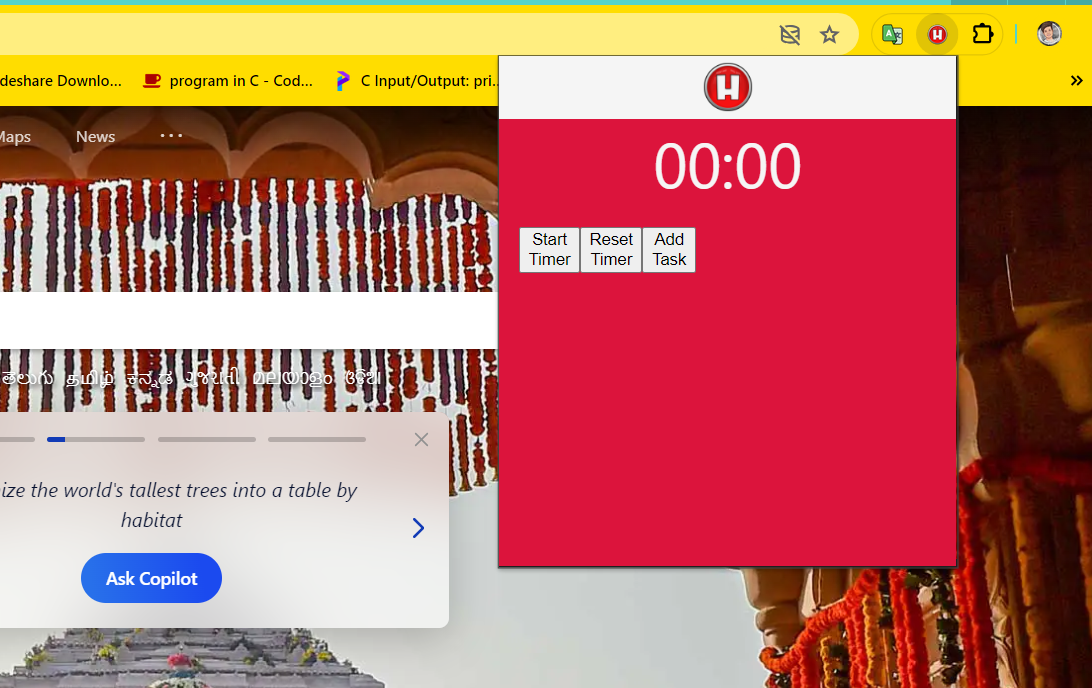 deshare Downlo...
program in C - Cod...
C Input/Output: pri...
Maps
News
H
00:00
Start Timer
Reset Timer
Add Task
తెలుగు தமிழ் ಕನ್ನಡ ગુજરાતી മലയാളം ଓଡ଼ିଆ
ize the world's tallest trees into a table by
habitat
Ask Copilot